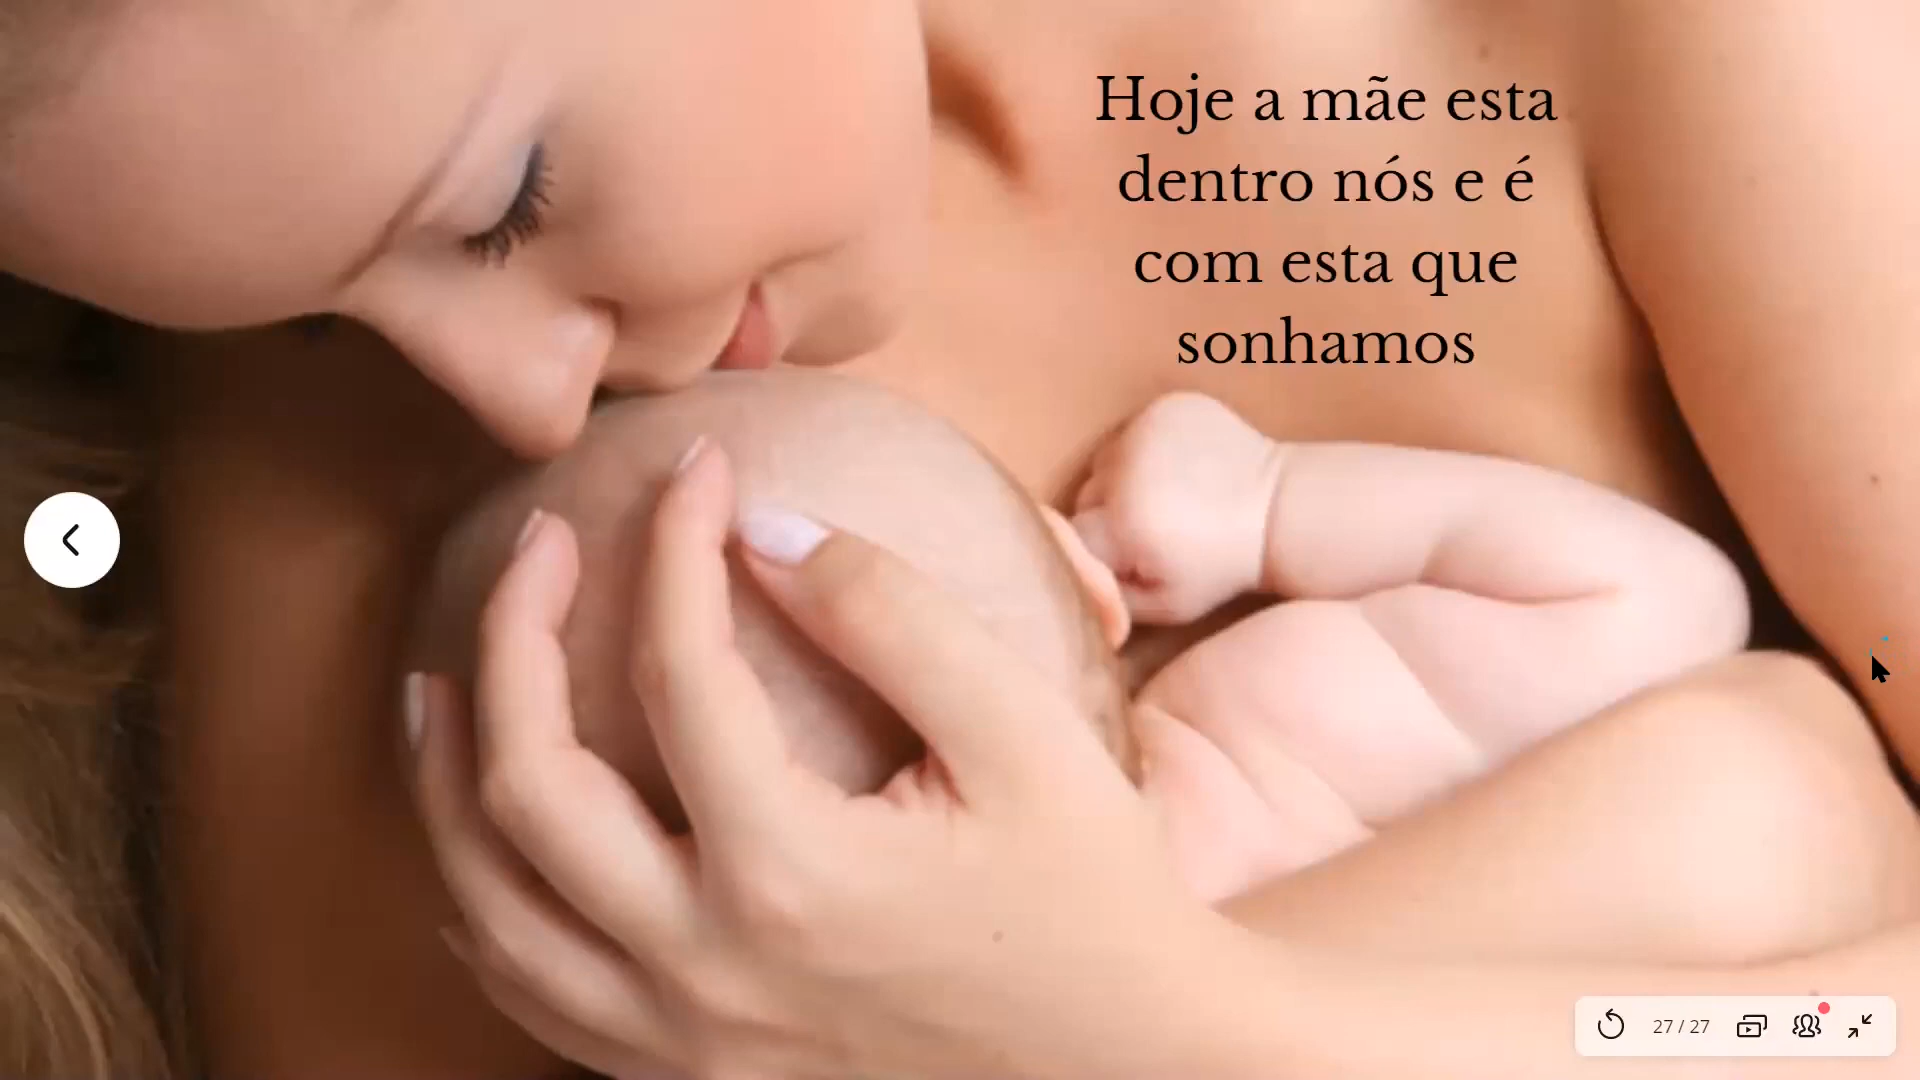 Hoje a mãe esta
dentro nós e é
com esta que
sonhamos
27 / 27